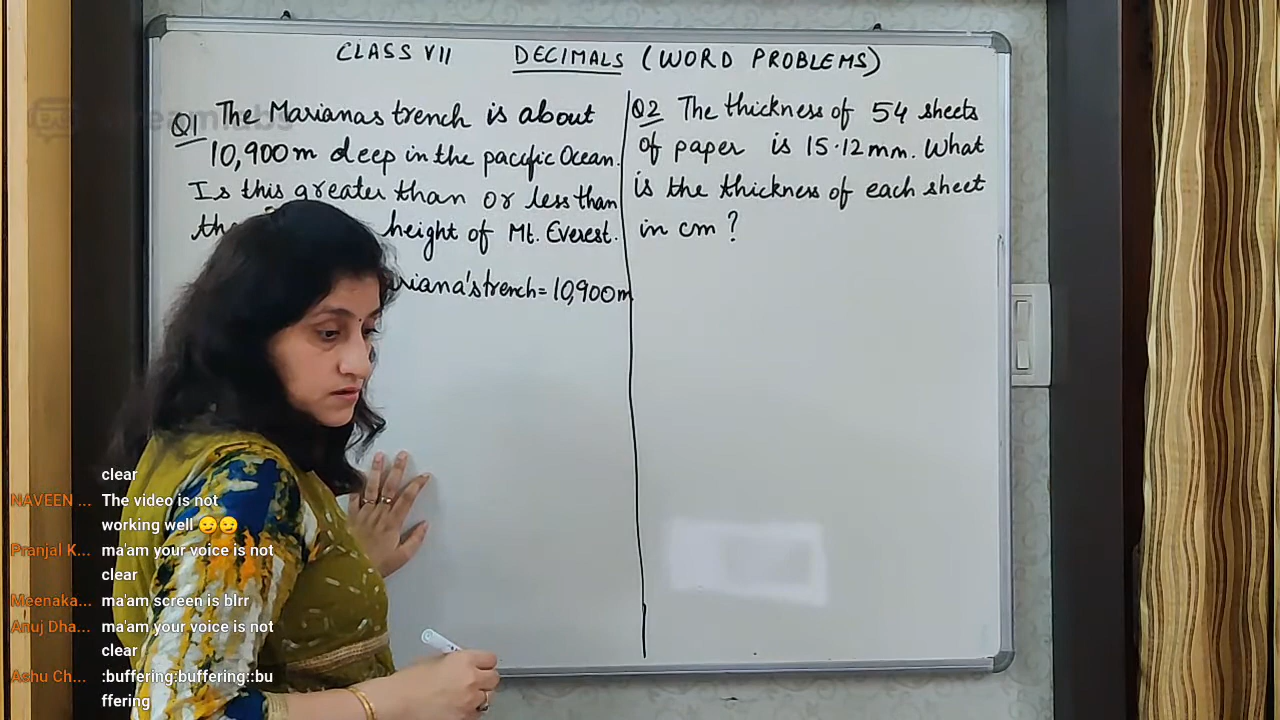 CLASS VII DECIMALS (WORD PROBLEMS)
Q1 The Marianas trench is about
10,900m deep in the pacific Ocean.
Is this greater than or less than
height of Mt. Everest.
riana's trench = 10,900m
Q2 The thickness of 54 sheets
of paper is 15.12mm. What
is the thickness of each sheet
in cm?
clear
NAVEEN ... The video is not
working well 😏😏
Pranjal K... ma'am your voice is not
clear
Meenaka... ma'am screen is blrr
Anuj Dha... ma'am your voice is not
clear
Ashu Ch... :buffering:buffering::bu
ffering